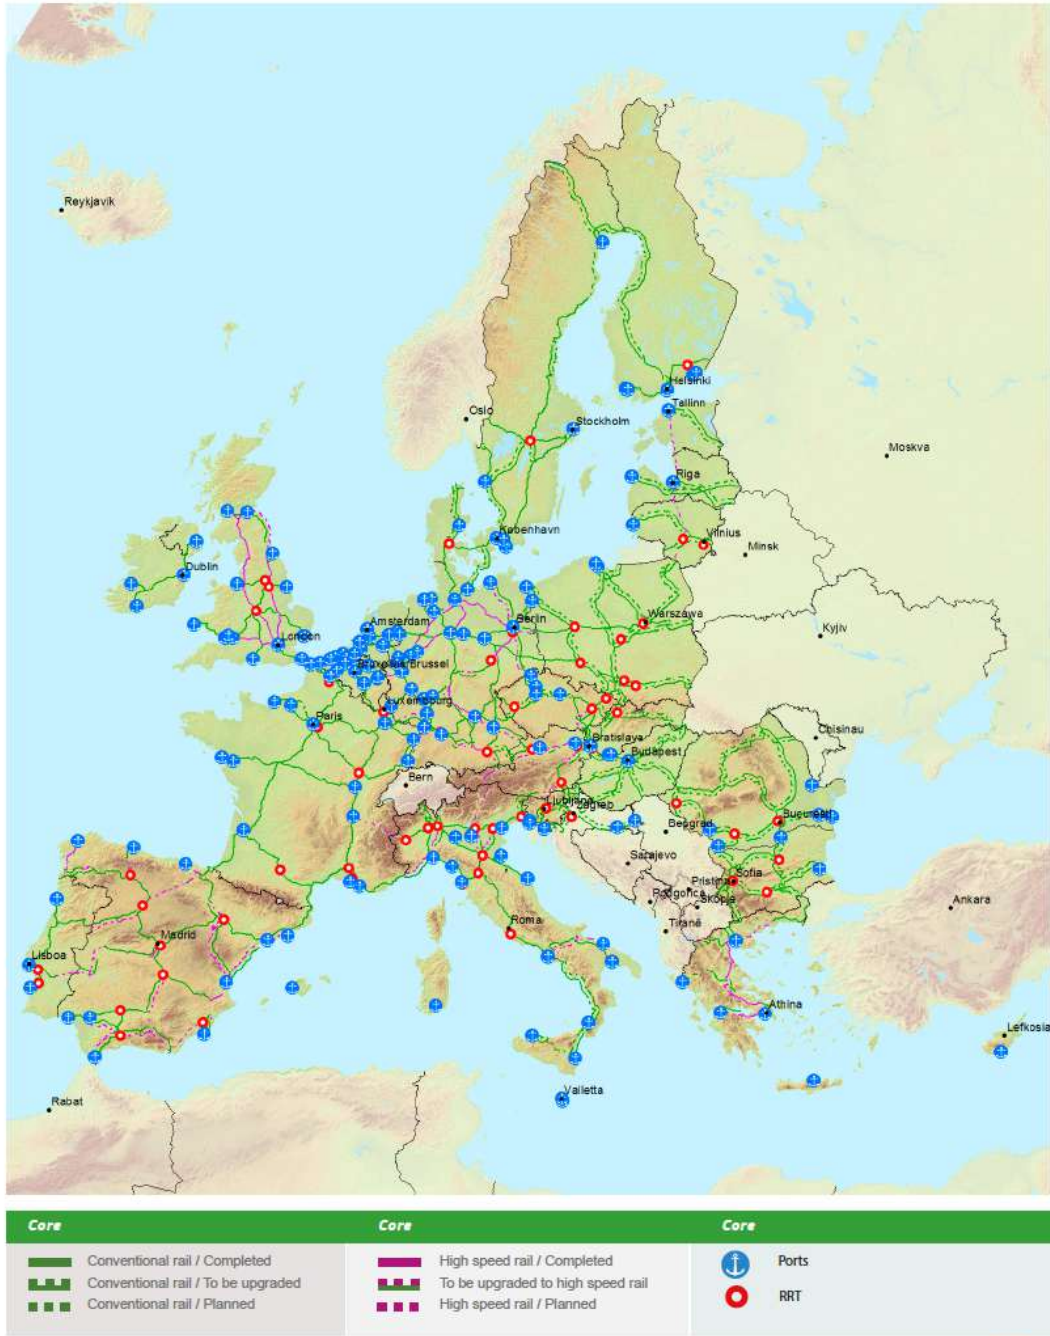 Reykjavik
Oslo
Helsinki
Tallinn
Stockholm
Moskva
Riga
København
Vilnius
Minsk
Dublin
Amsterdam
Berlin
Warszawa
Kyjiv
London
Bruxelles/Brussel
Luxembourg
Paris
Chisinau
Bratislava
Budapest
Bern
Ljubljana
Zagreb
Beograd
Bucuresti
Sarajevo
Pristina
Sofia
Podgorica
Skopje
Ankara
Roma
Tiranë
Madrid
Lisboa
Athina
Lefkosia
Valletta
Rabat
Core Core Core
Conventional rail / Completed High speed rail / Completed Ports
Conventional rail / To be upgraded To be upgraded to high speed rail
Conventional rail / Planned High speed rail / Planned RRT